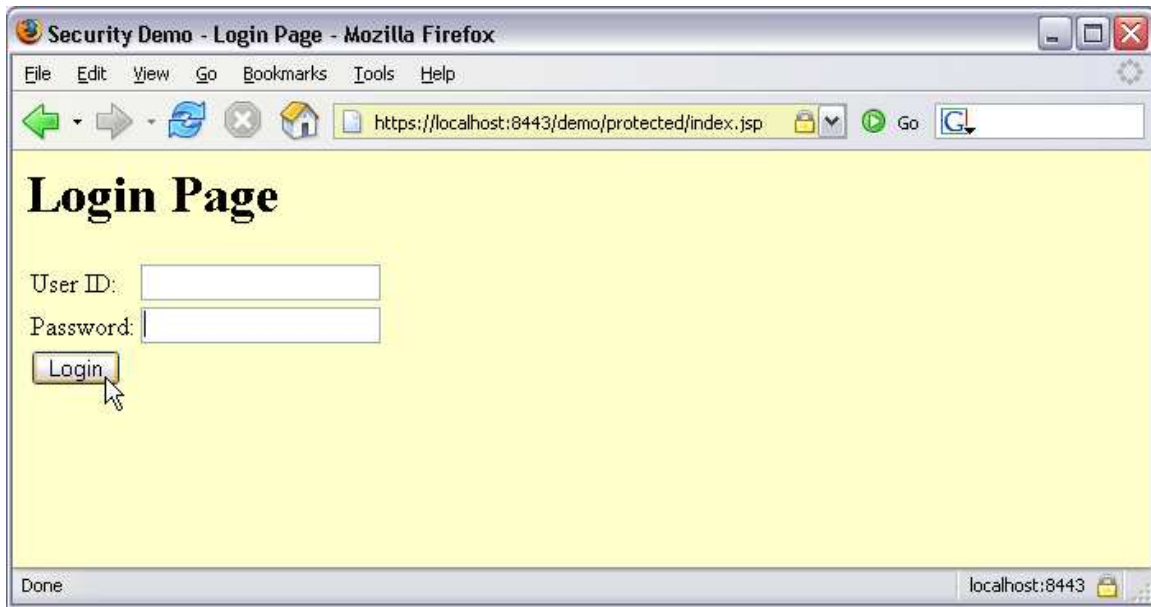 Security Demo - Login Page - Mozilla Firefox
File Edit View Go Bookmarks Tools Help
https://localhost:8443/demo/protected/index.jsp Go G
Login Page
User ID:
Password:
Login
Done localhost:8443